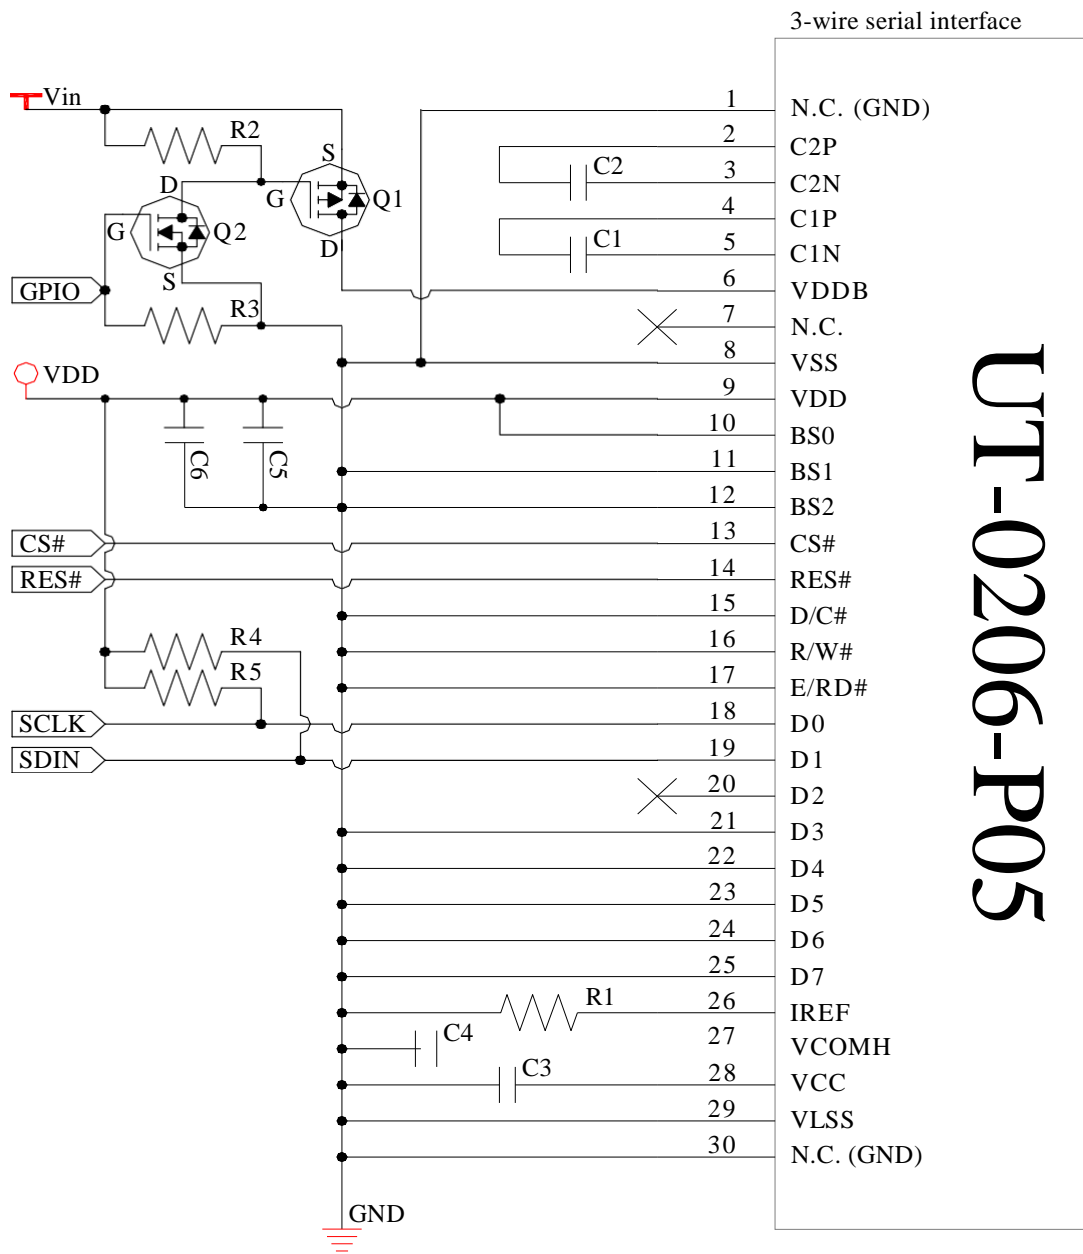 3-wire serial interface
Vin
R2
S
G
Q1
D
D
G
Q2
S
GPIO
R3
VDD
C6
C5
CS#
RES#
R4
R5
SCLK
SDIN
C2
C1
R1
C4
C3
GND
1 N.C. (GND)
2 C2P
3 C2N
4 C1P
5 C1N
6 VDDB
7 N.C.
8 VSS
9 VDD
10 BS0
11 BS1
12 BS2
13 CS#
14 RES#
15 D/C#
16 R/W#
17 E/RD#
18 D0
19 D1
20 D2
21 D3
22 D4
23 D5
24 D6
25 D7
26 IREF
27 VCOMH
28 VCC
29 VLSS
30 N.C. (GND)
UT-0206-P05